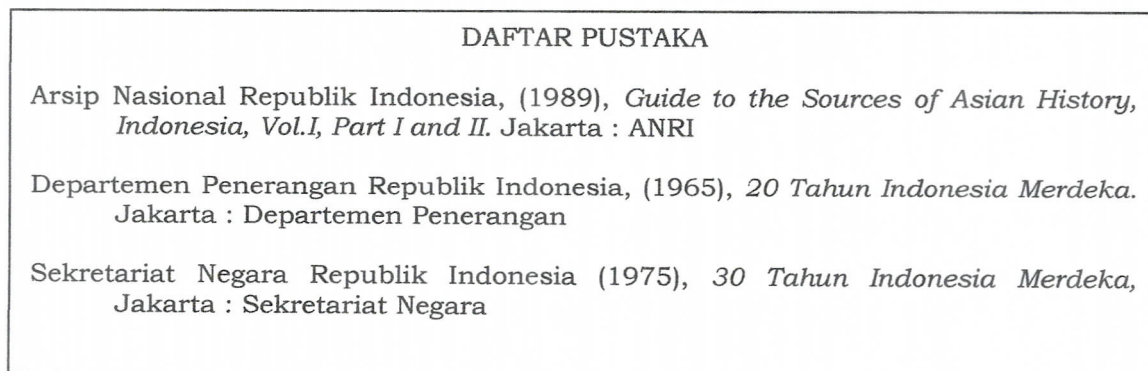 DAFTAR PUSTAKA
Arsip Nasional Republik Indonesia, (1989), Guide to the Sources of Asian History,
Indonesia, Vol.I, Part I and II. Jakarta : ANRI
Departemen Penerangan Republik Indonesia, (1965), 20 Tahun Indonesia Merdeka.
Jakarta : Departemen Penerangan
Sekretariat Negara Republik Indonesia (1975), 30 Tahun Indonesia Merdeka,
Jakarta : Sekretariat Negara